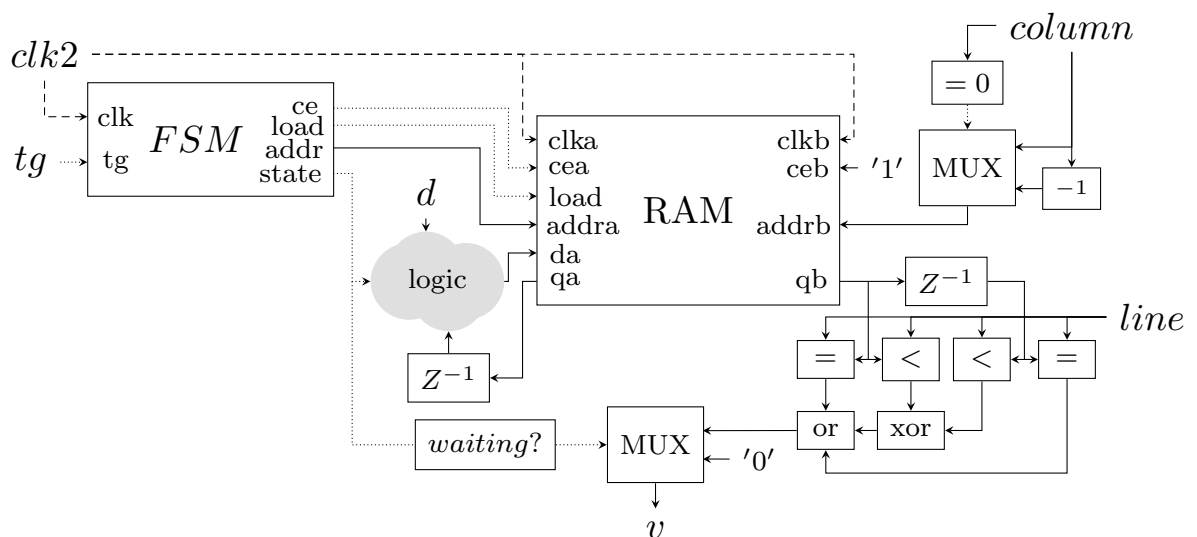 column
clk2
= 0
clk
FSM
ce
load
addr
state
tg
tg
clka
cea
load
addra
da
qa
RAM
clkb
ceb
addrb
qb
'1'
MUX
−1
d
logic
Z⁻¹
Z⁻¹
line
=
<
<
=
or
xor
waiting?
MUX
'0'
v